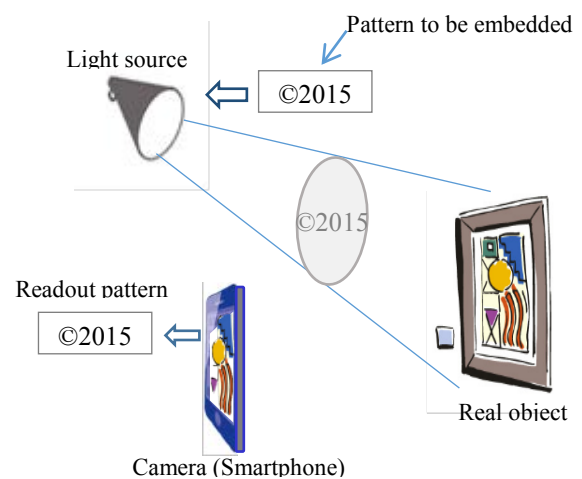 Pattern to be embedded
Light source
©2015
©2015
Readout pattern
©2015
Real object
Camera (Smartphone)